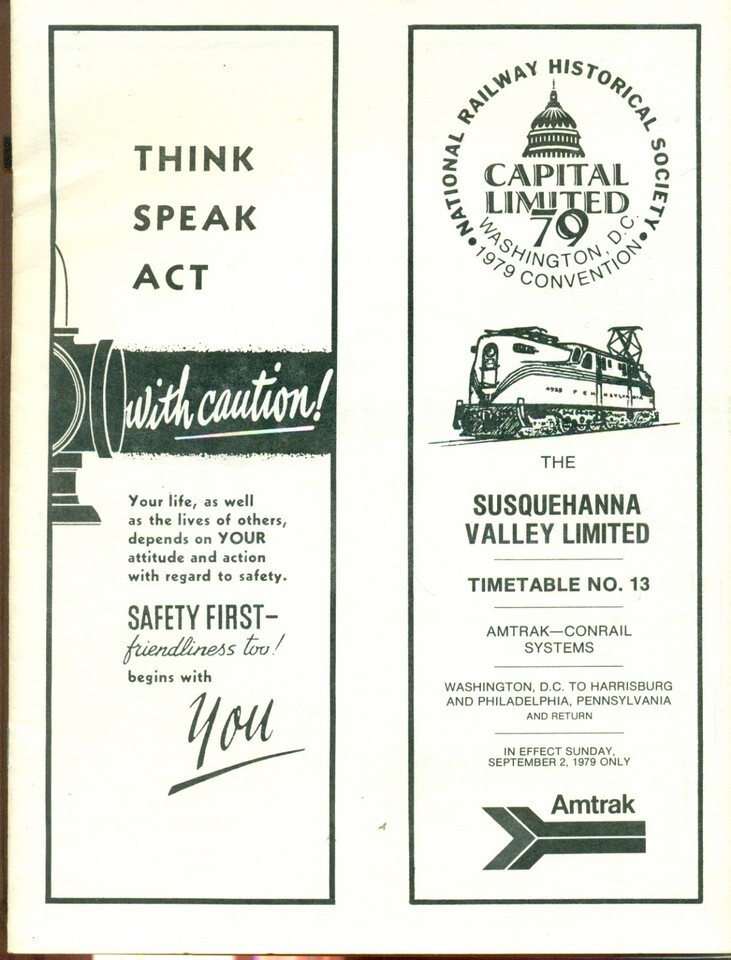 THINK
SPEAK
ACT
with caution!
Your life, as well
as the lives of others,
depends on YOUR
attitude and action
with regard to safety.
SAFETY FIRST–
friendliness too!
begins with
You
• NATIONAL RAILWAY HISTORICAL SOCIETY •
CAPITAL
LIMITED
79
WASHINGTON, D.C.
1979 CONVENTION
4935 PENNSYLVANIA
THE
SUSQUEHANNA
VALLEY LIMITED
TIMETABLE NO. 13
AMTRAK—CONRAIL
SYSTEMS
WASHINGTON, D.C. TO HARRISBURG
AND PHILADELPHIA, PENNSYLVANIA
AND RETURN
IN EFFECT SUNDAY,
SEPTEMBER 2, 1979 ONLY
Amtrak